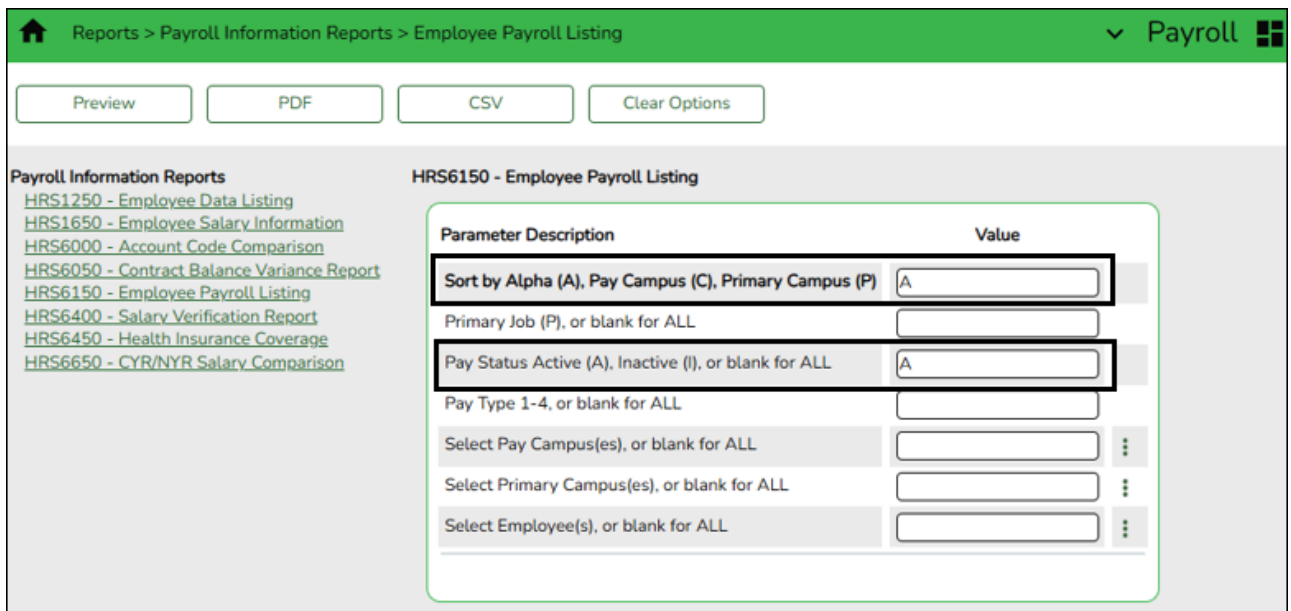 Reports > Payroll Information Reports > Employee Payroll Listing
Payroll
Preview
PDF
CSV
Clear Options
Payroll Information Reports
HRS1250 - Employee Data Listing
HRS1650 - Employee Salary Information
HRS6000 - Account Code Comparison
HRS6050 - Contract Balance Variance Report
HRS6150 - Employee Payroll Listing
HRS6400 - Salary Verification Report
HRS6450 - Health Insurance Coverage
HRS6650 - CYR/NYR Salary Comparison
HRS6150 - Employee Payroll Listing
Parameter Description Value
Sort by Alpha (A), Pay Campus (C), Primary Campus (P) A
Primary Job (P), or blank for ALL
Pay Status Active (A), Inactive (I), or blank for ALL A
Pay Type 1-4, or blank for ALL
Select Pay Campus(es), or blank for ALL
Select Primary Campus(es), or blank for ALL
Select Employee(s), or blank for ALL